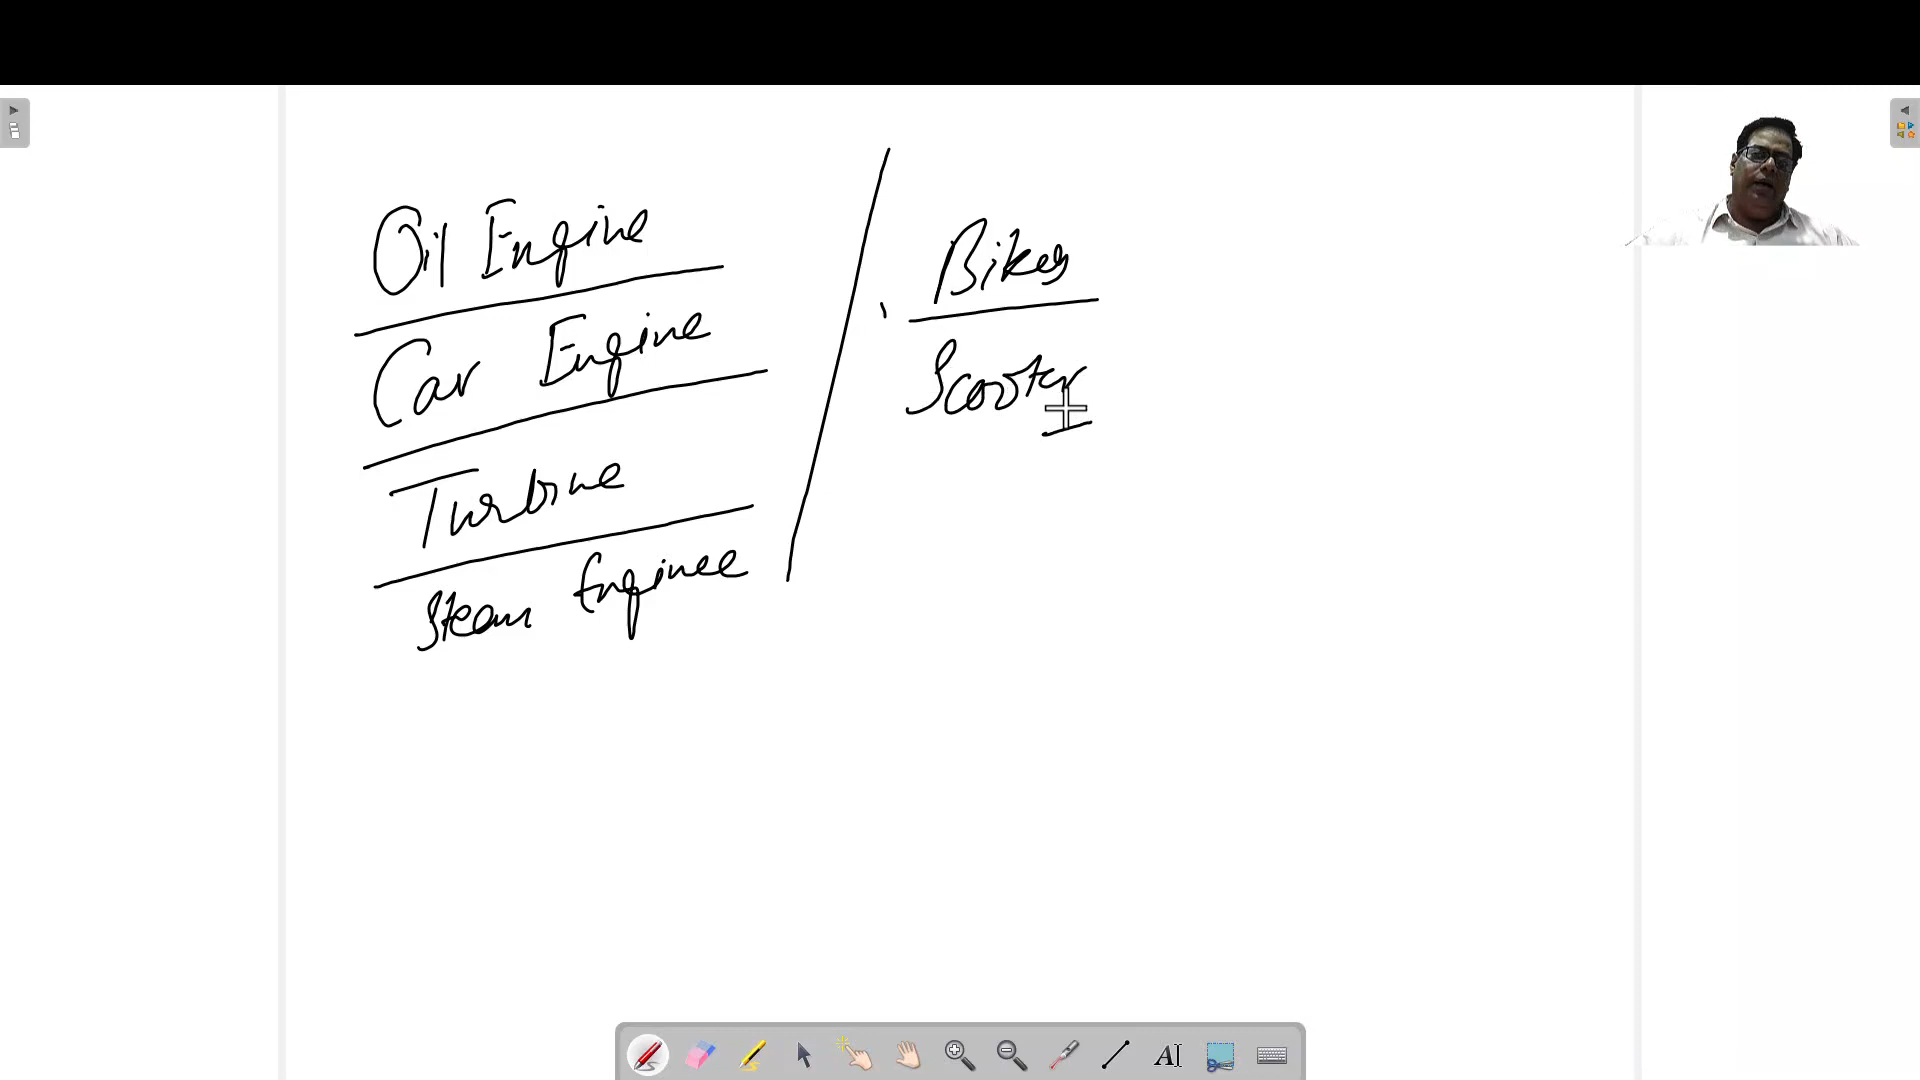 Oil Engine
Car Engine
Turbine
Steam Enginee
Bikes
Scooter